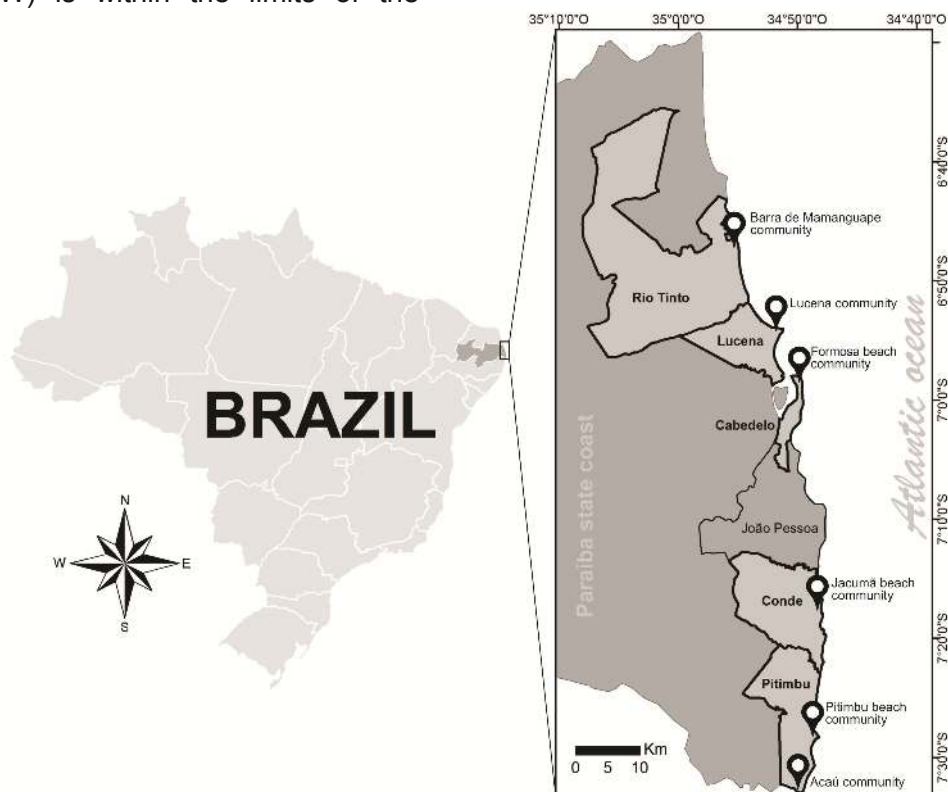 W) is within the limits of the
35°10'0"O 35°0'0"O 34°50'0"O 34°40'0"O
6°40'0"S
Barra de Mamanguape
community
6°50'0"S
Rio Tinto
Lucena community
Lucena
Formosa beach
community
7°0'0"S
Cabedelo
BRAZIL
Paraiba state coast
Atlantic ocean
João Pessoa
7°10'0"S
N
W E
S
Jacumã beach
community
Conde
7°20'0"S
Pitimbu
Pitimbu beach
community
Km
0 5 10
7°30'0"S
Acaú community